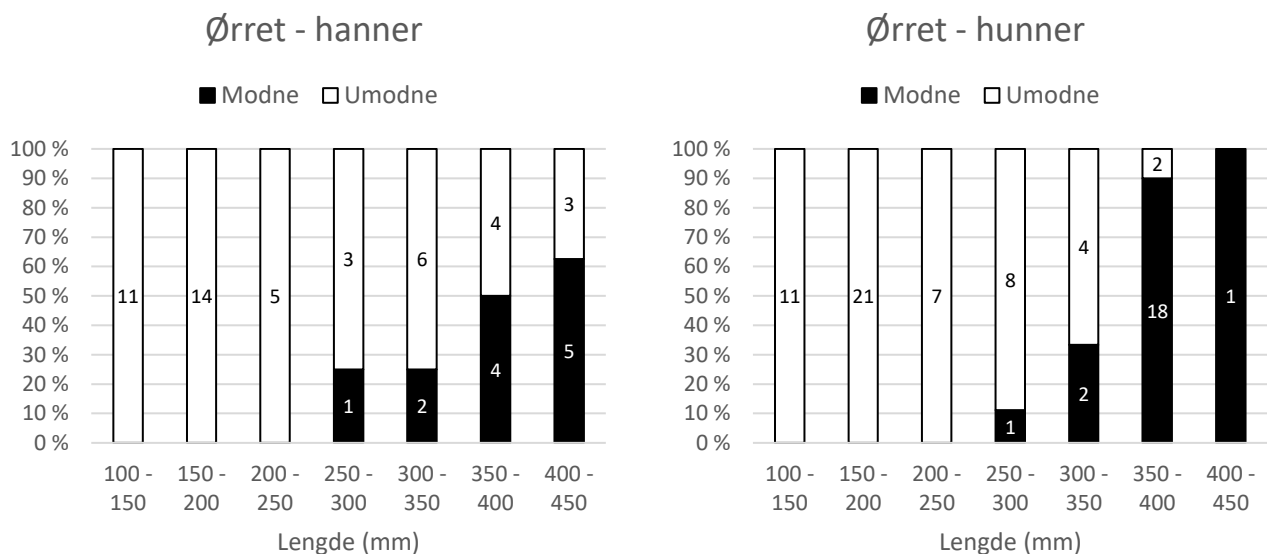 Ørret - hanner
■ Modne □ Umodne
100 %
90 %
80 %
70 %
60 %
50 %
40 %
30 %
20 %
10 %
0 %
11
14
5
3
1
6
2
4
4
3
5
100 - 150
150 - 200
200 - 250
250 - 300
300 - 350
350 - 400
400 - 450
Lengde (mm)
Ørret - hunner
■ Modne □ Umodne
100 %
90 %
80 %
70 %
60 %
50 %
40 %
30 %
20 %
10 %
0 %
11
21
7
8
1
4
2
2
18
1
100 - 150
150 - 200
200 - 250
250 - 300
300 - 350
350 - 400
400 - 450
Lengde (mm)